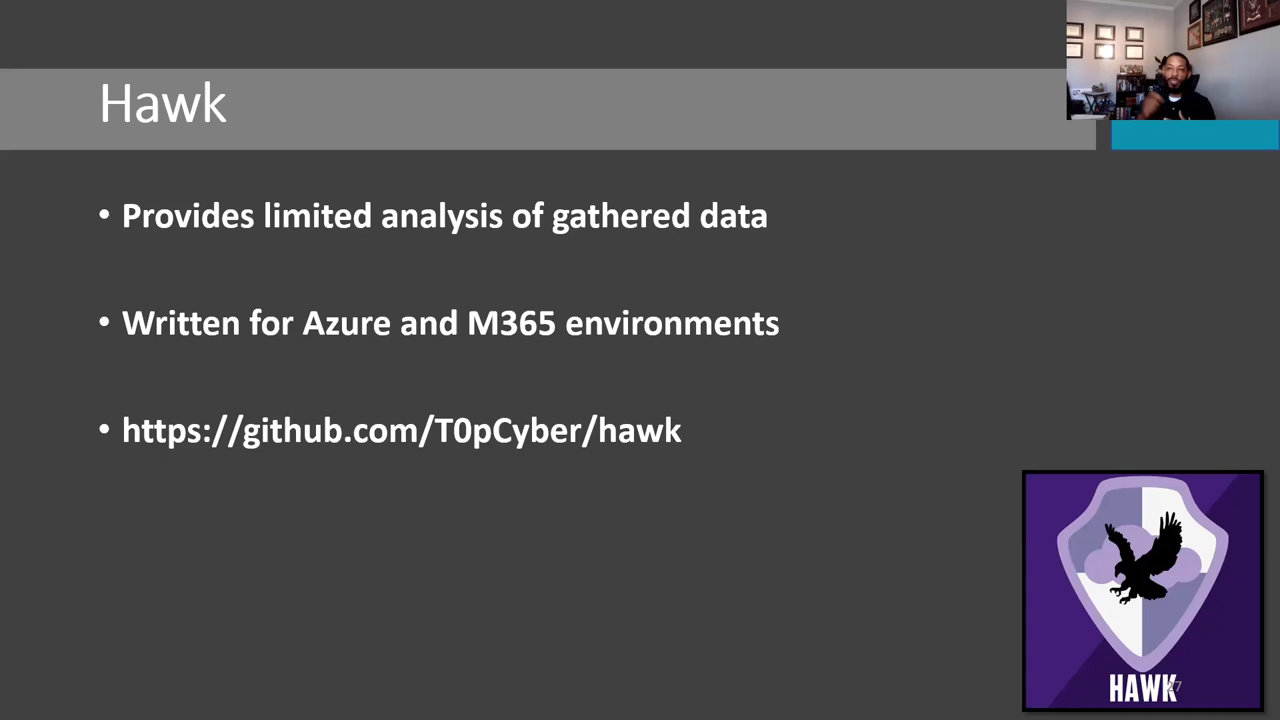 Hawk
• Provides limited analysis of gathered data
• Written for Azure and M365 environments
• https://github.com/T0pCyber/hawk
HAWK
27